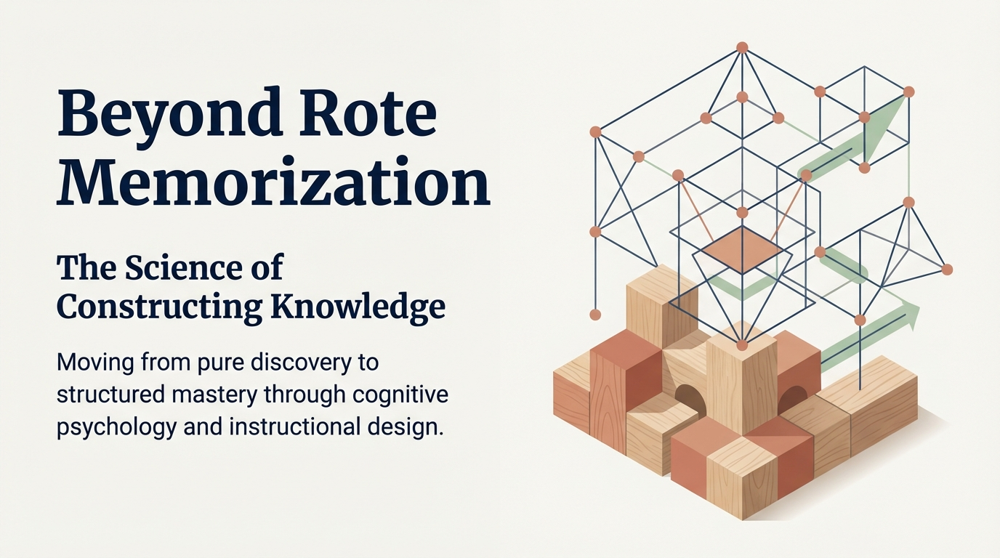 Beyond Rote
Memorization
The Science of
Constructing Knowledge
Moving from pure discovery to
structured mastery through cognitive
psychology and instructional design.